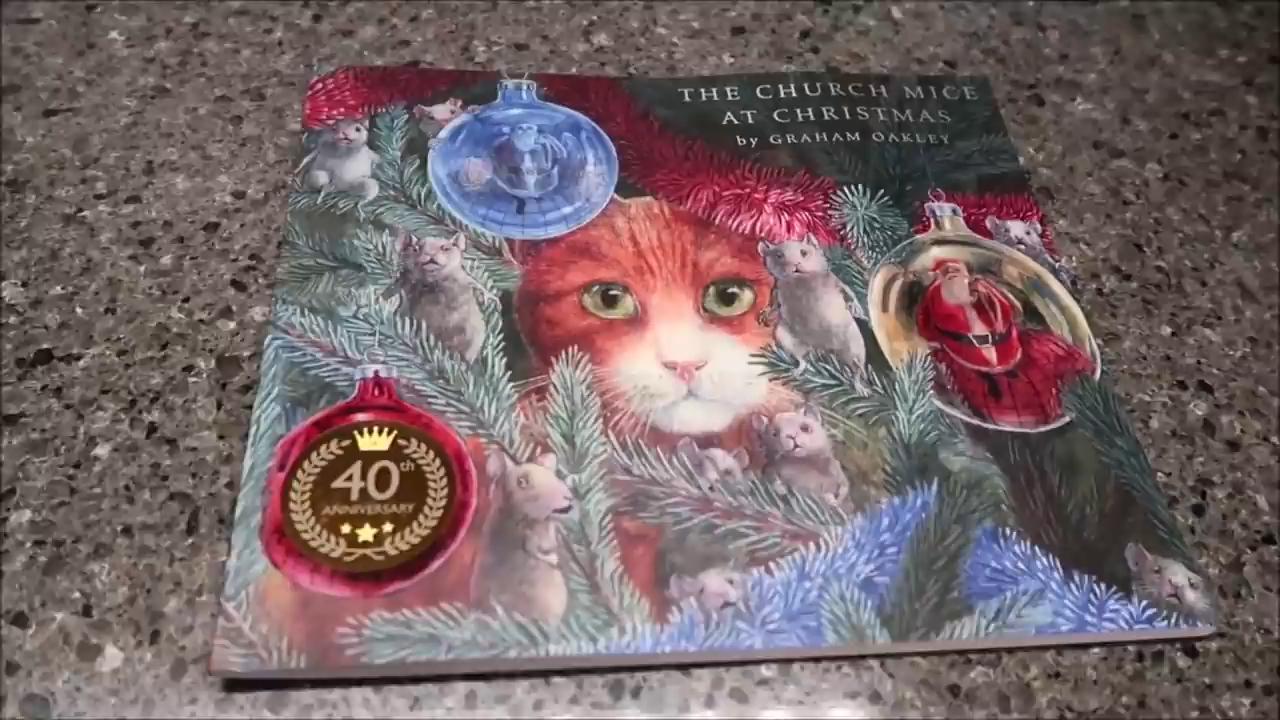 THE CHURCH MICE
AT CHRISTMAS
by GRAHAM OAKLEY
40th
ANNIVERSARY